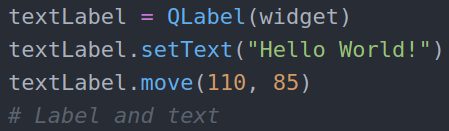 textLabel = QLabel(widget)
textLabel.setText("Hello World!")
textLabel.move(110, 85)
# Label and text